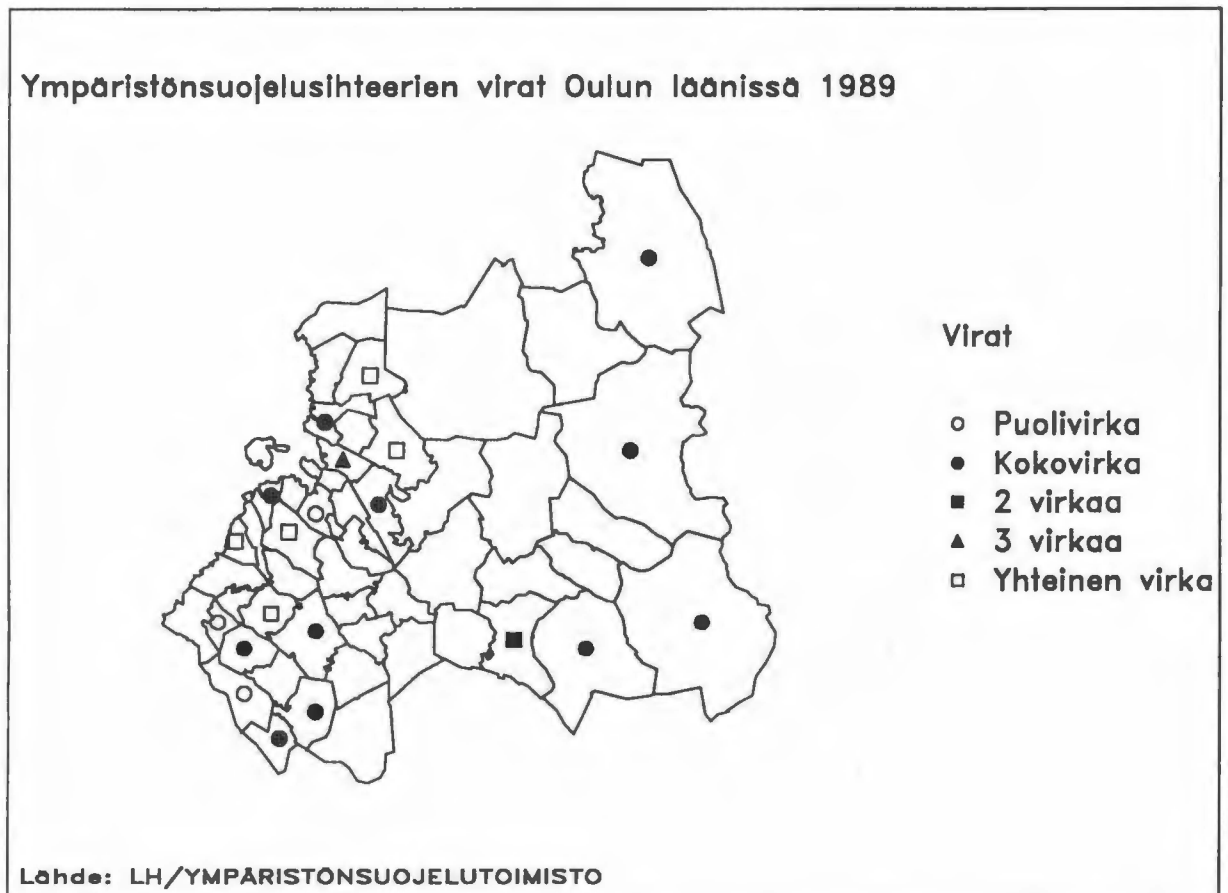 Ympäristönsuojelusihteerien virat Oulun läänissä 1989
Virat
Puolivirka
Kokovirka
2 virkaa
3 virkaa
Yhteinen virka
Lähde: LH/YMPÄRISTÖNSUOJELUTOIMISTO